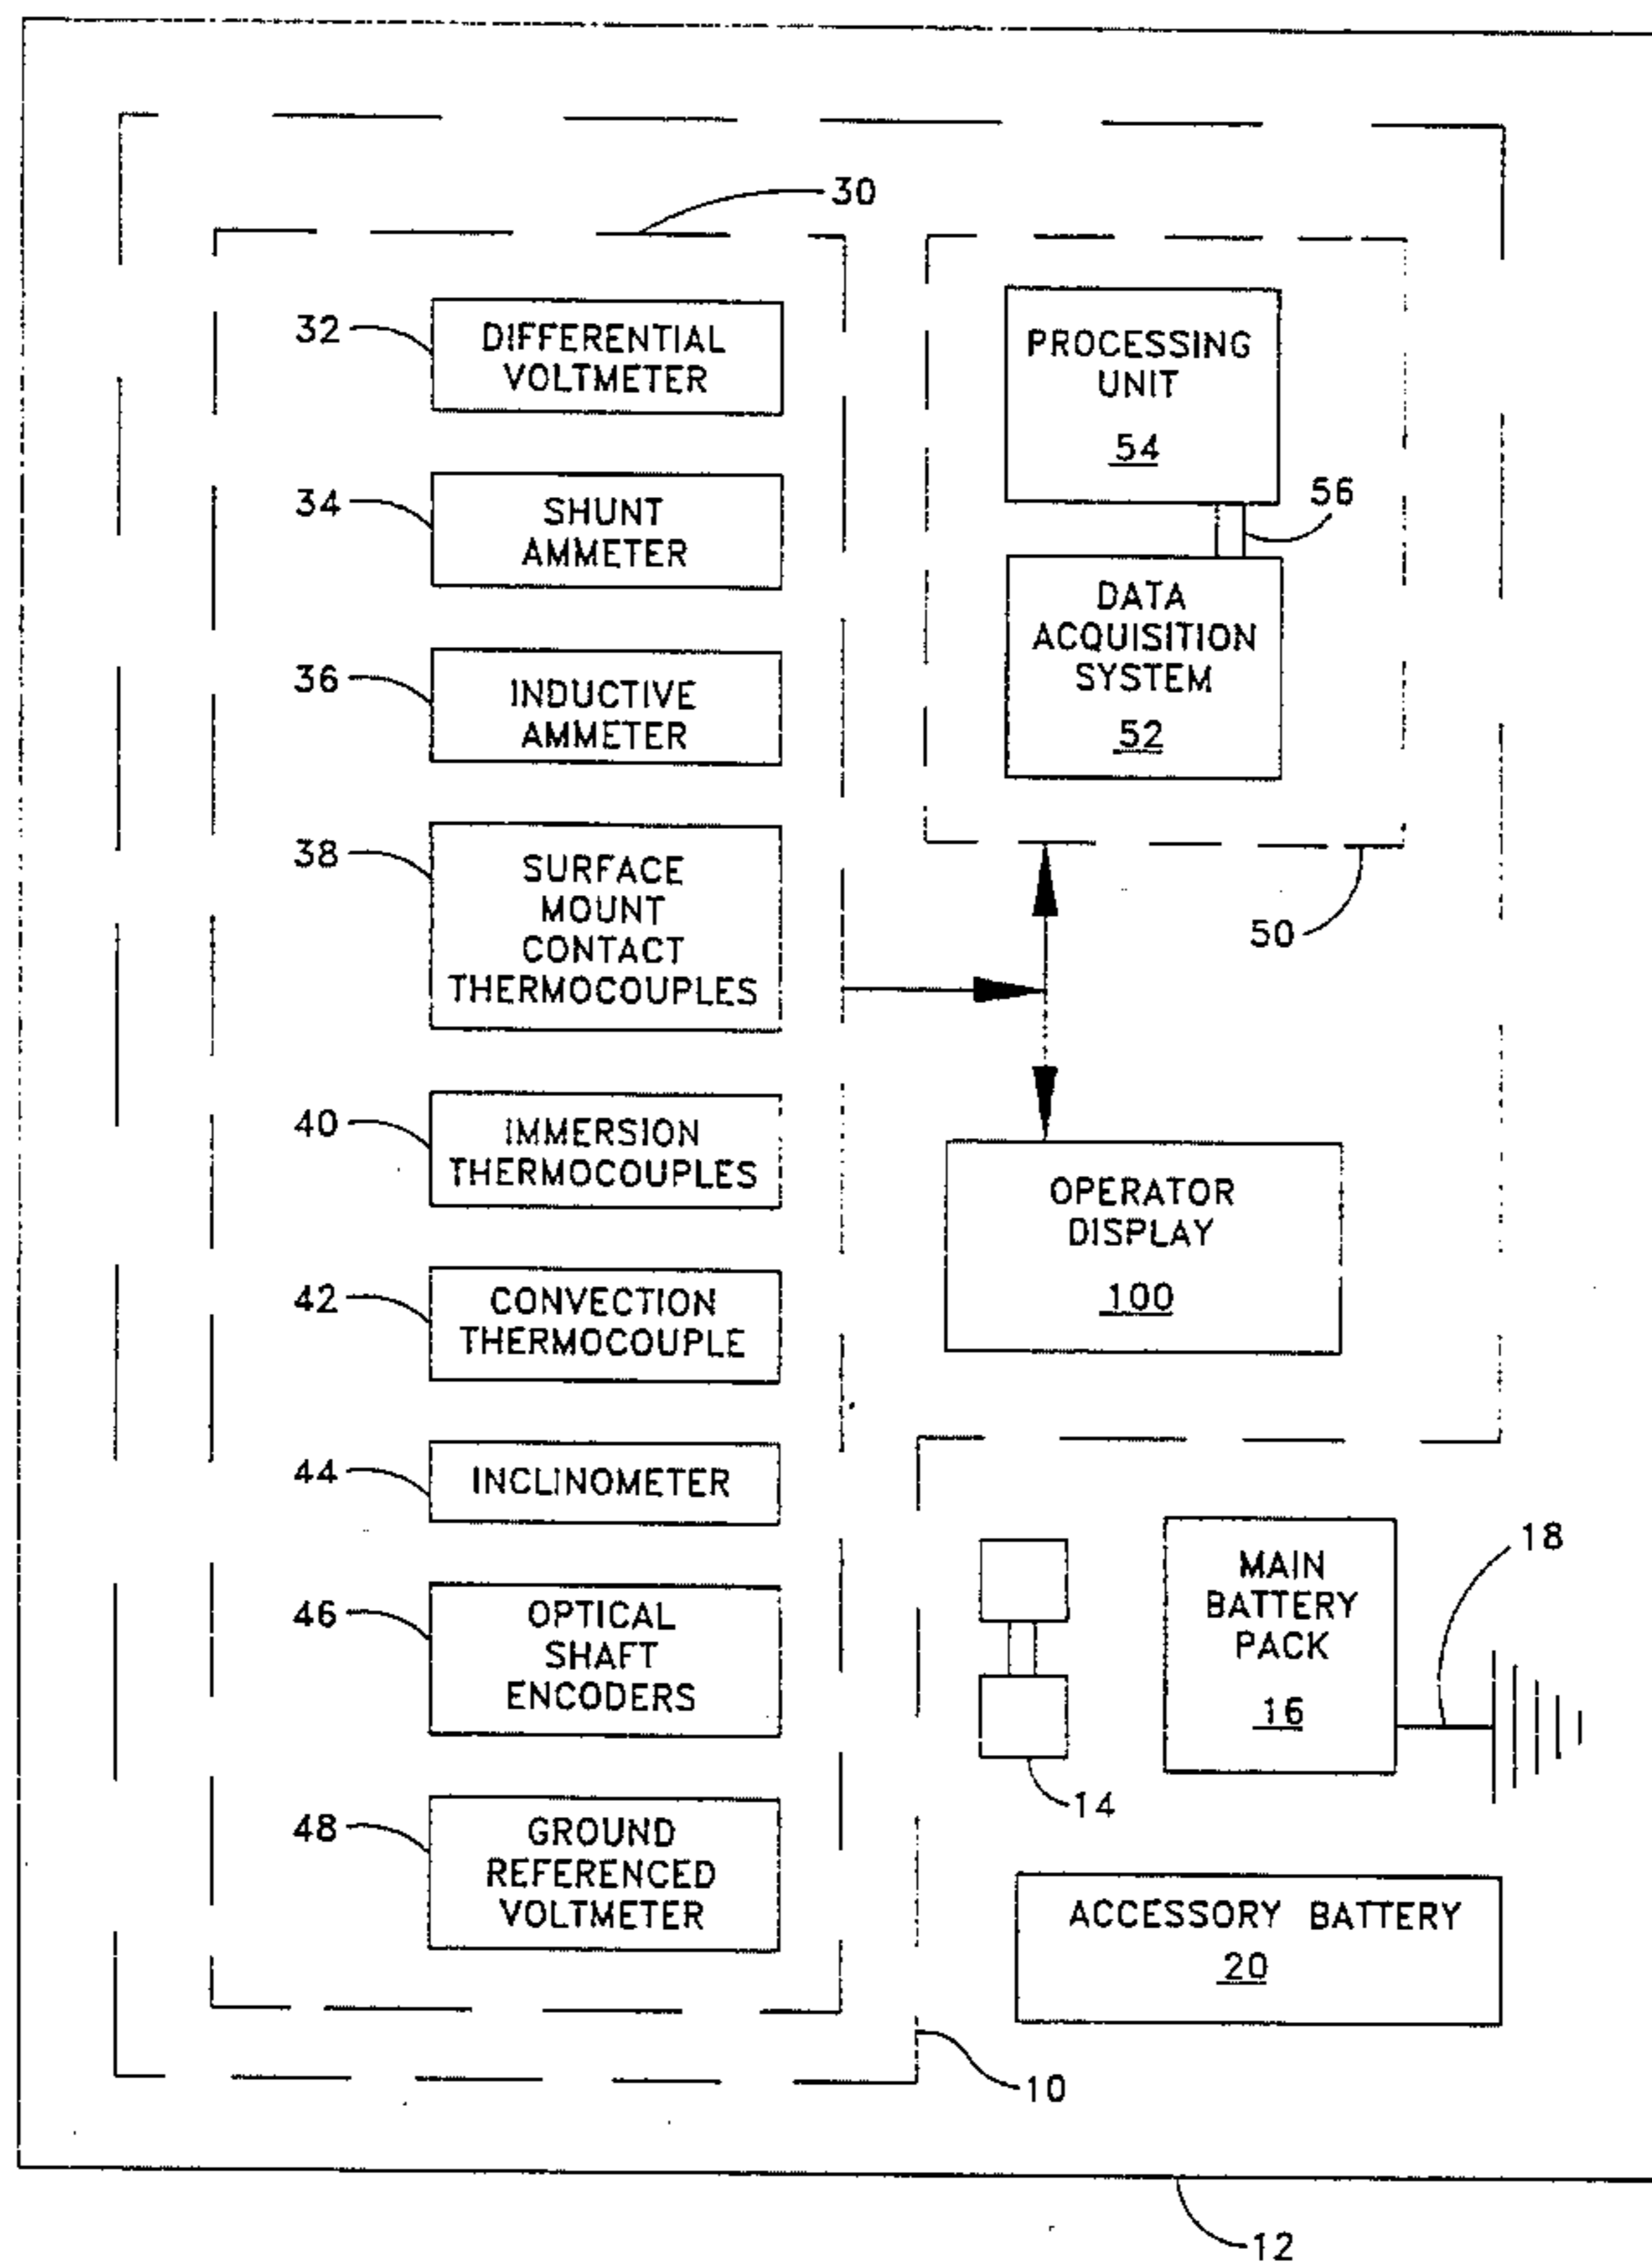 30
32
DIFFERENTIAL
VOLTMETER
34
SHUNT
AMMETER
36
INDUCTIVE
AMMETER
38
SURFACE
MOUNT
CONTACT
THERMOCOUPLES
40
IMMERSION
THERMOCOUPLES
42
CONVECTION
THERMOCOUPLE
44
INCLINOMETER
46
OPTICAL
SHAFT
ENCODERS
48
GROUND
REFERENCED
VOLTMETER
PROCESSING
UNIT
54
56
DATA
ACQUISITION
SYSTEM
52
50
OPERATOR
DISPLAY
100
14
MAIN
BATTERY
PACK
16
18
ACCESSORY BATTERY
20
10
12